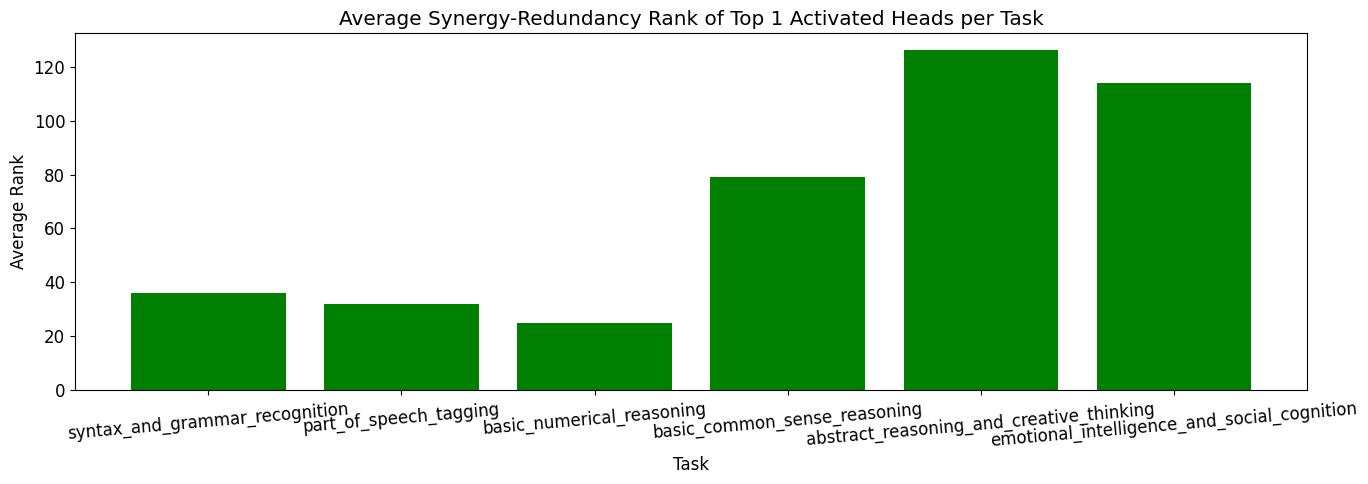 Average Synergy-Redundancy Rank of Top 1 Activated Heads per Task
Average Rank
120
100
80
60
40
20
0
syntax_and_grammar_recognition
part_of_speech_tagging
basic_numerical_reasoning
basic_common_sense_reasoning
abstract_reasoning_and_creative_thinking
emotional_intelligence_and_social_cognition
Task